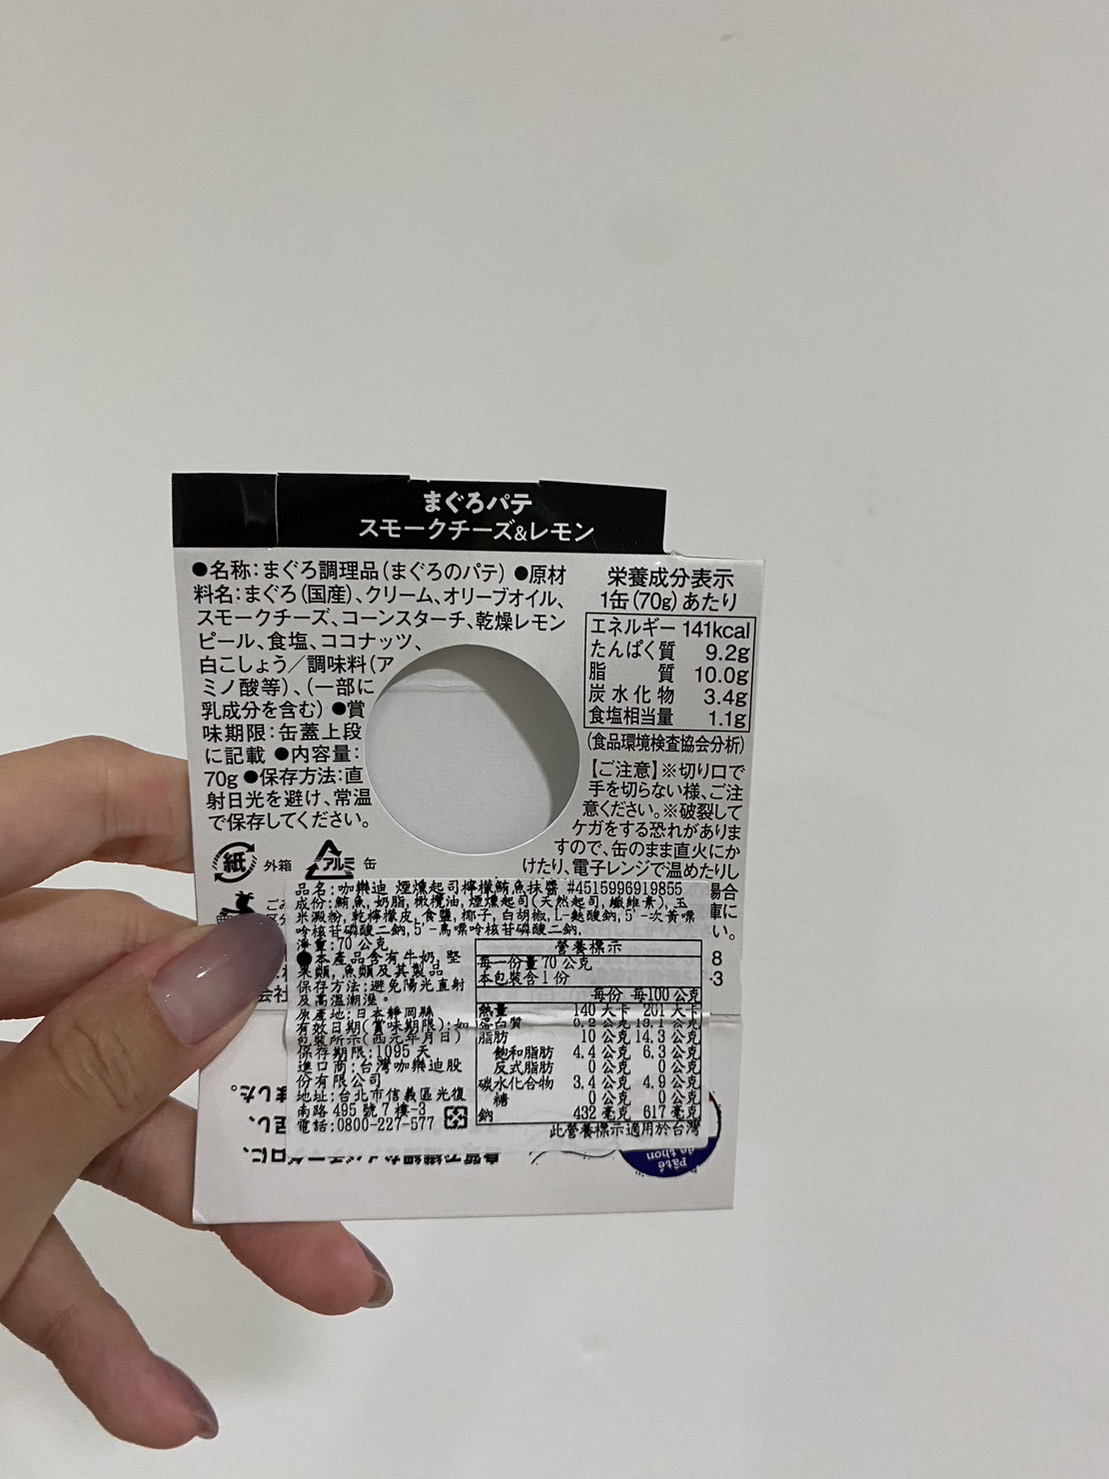 まぐろパテ
スモークチーズ&レモン
●名称:まぐろ調理品(まぐろのパテ) ●原材
料名:まぐろ(国産)、クリーム、オリーブオイル、
スモークチーズ、コーンスターチ、乾燥レモン
ピール、食塩、ココナッツ、
白こしょう/調味料(ア
ミノ酸等)、(一部に
乳成分を含む) ●賞
味期限:缶蓋上段
に記載 ●内容量:
70g ●保存方法:直
射日光を避け、常温
で保存してください。
紙 外箱 アルミ 缶
栄養成分表示
1缶(70g)あたり
エネルギー 141kcal
たんぱく質 9.2g
脂質 10.0g
炭水化物 3.4g
食塩相当量 1.1g
(食品環境検査協会分析)
【ご注意】※切り口で
手を切らない様、ご注
意ください。※破裂して
ケガをする恐れがありま
すので、缶のまま直火にか
けたり、電子レンジで温めたりし
場合
庫に
い。
8
-3
会社
品名:咖樂迪 煙燻起司檸檬鮪魚抹醬 #4515996919855
成份:鮪魚,奶脂,橄欖油,煙燻起司(天然起司,纖維素),玉
米澱粉,乾檸檬皮,食鹽,椰子,白胡椒,L-麩酸鈉,5'-次黃嘌
呤核苷磷酸二鈉,5'-鳥嘌呤核苷磷酸二鈉.
淨重:70 公克
●本產品含有牛奶,堅
果類,魚類及其製品
保存方法:避免陽光直射
及高溫潮溼。
原產地:日本靜岡縣
有效日期(賞味期限):如
包裝所示(西元年月日)
保存期限:1095 天
進口商:台灣咖樂迪股
份有限公司
地址:台北市信義區光復
南路 495 號 7 樓-3
電話:0800-227-577
營養標示
每一份量 70 公克
本包裝含 1 份
每份 每100公克
熱量 140 大卡 201 大卡
蛋白質 9.2 公克 13.1 公克
脂肪 10 公克 14.3 公克
飽和脂肪 4.4 公克 6.3 公克
反式脂肪 0 公克 0 公克
碳水化合物 3.4 公克 4.9 公克
糖 0 公克 0 公克
鈉 432 毫克 617 毫克
此營養標示適用於台灣
ました。
pâté
de thon